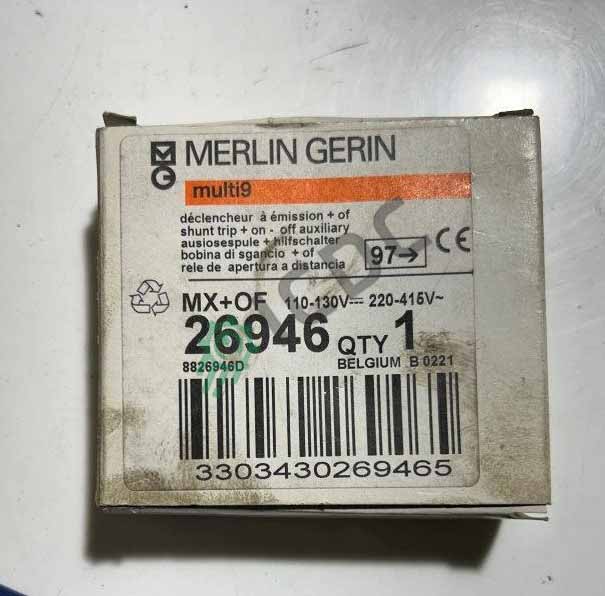 MG
MERLIN GERIN
multi9
déclencheur à émission + of
shunt trip + on - off auxiliary
ausiosespule + hilfschalter
bobina di sgancio + of
rele de apertura a distancia
97→ CE
MX+OF 110-130V⎓ 220-415V~
26946 QTY 1
8826946D BELGIUM B 0221
3303430269465